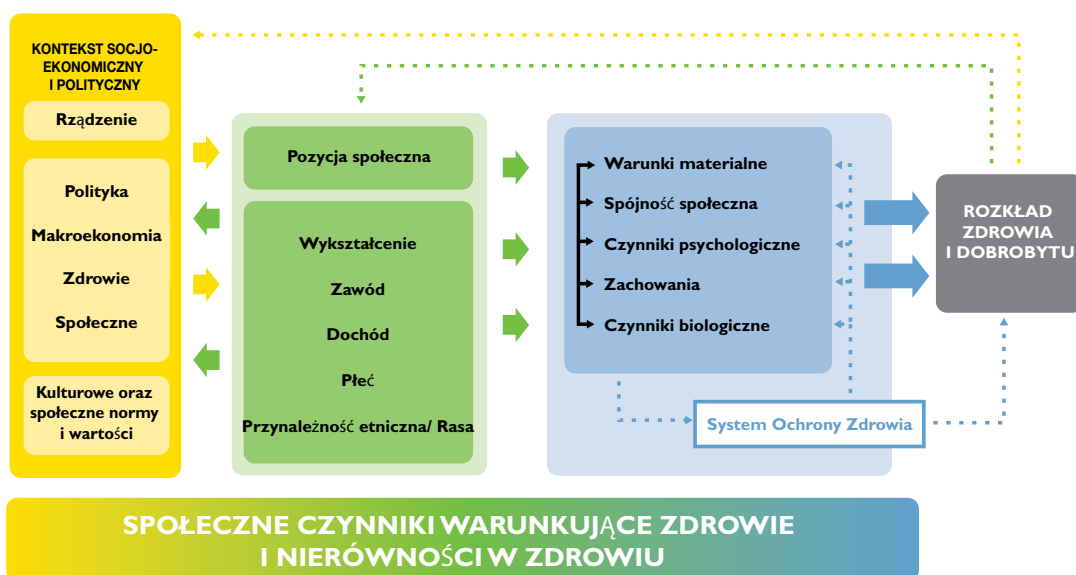 KONTEKST SOCJO-
EKONOMICZNY
I POLITYCZNY
Rządzenie
Polityka
Makroekonomia
Zdrowie
Społeczne
Kulturowe oraz
społeczne normy
i wartości
Pozycja społeczna
Wykształcenie
Zawód
Dochód
Płeć
Przynależność etniczna/ Rasa
Warunki materialne
Spójność społeczna
Czynniki psychologiczne
Zachowania
Czynniki biologiczne
System Ochrony Zdrowia
ROZKŁAD
ZDROWIA
I DOBROBYTU
SPOŁECZNE CZYNNIKI WARUNKUJĄCE ZDROWIE
I NIERÓWNOŚCI W ZDROWIU